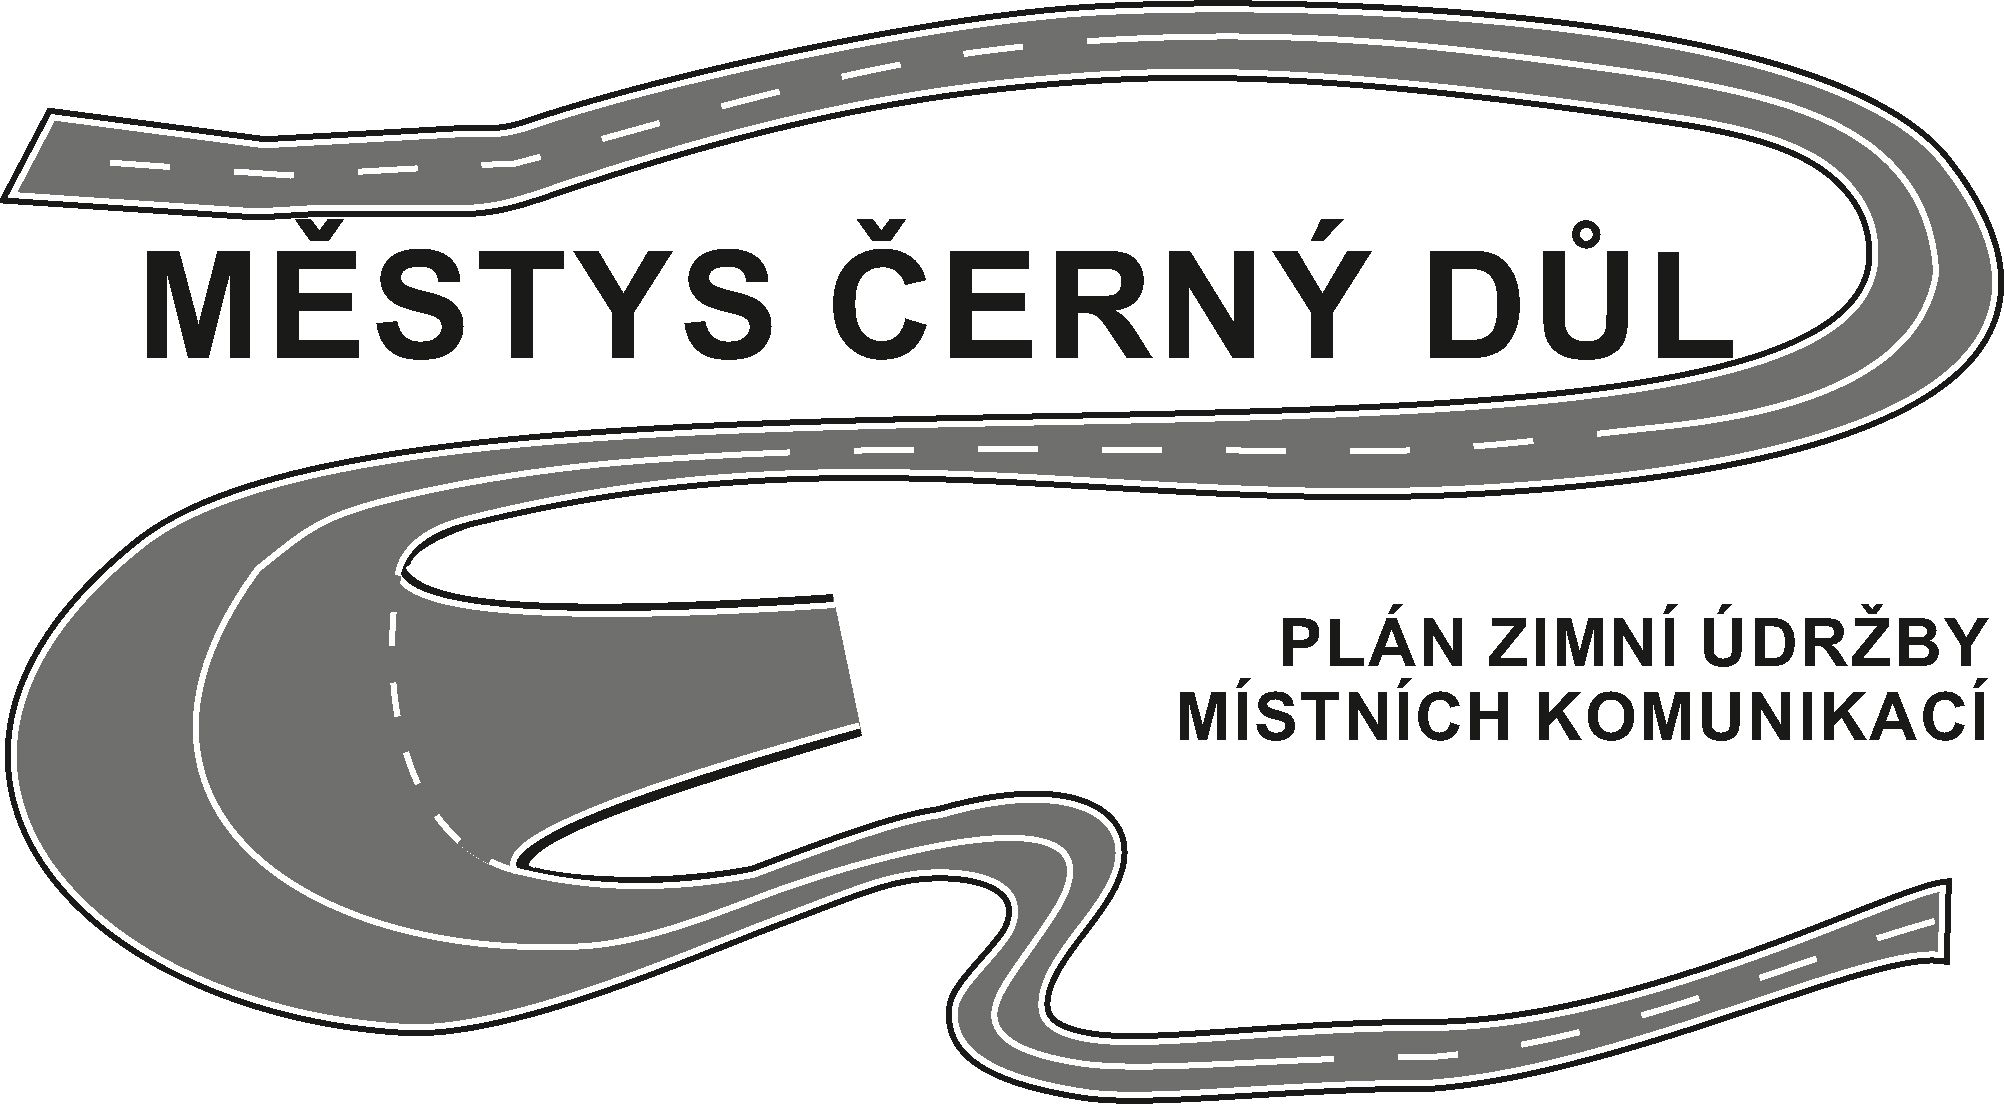 MĚSTYS ČERNÝ DŮL
PLÁN ZIMNÍ ÚDRŽBY
MÍSTNÍCH KOMUNIKACÍ